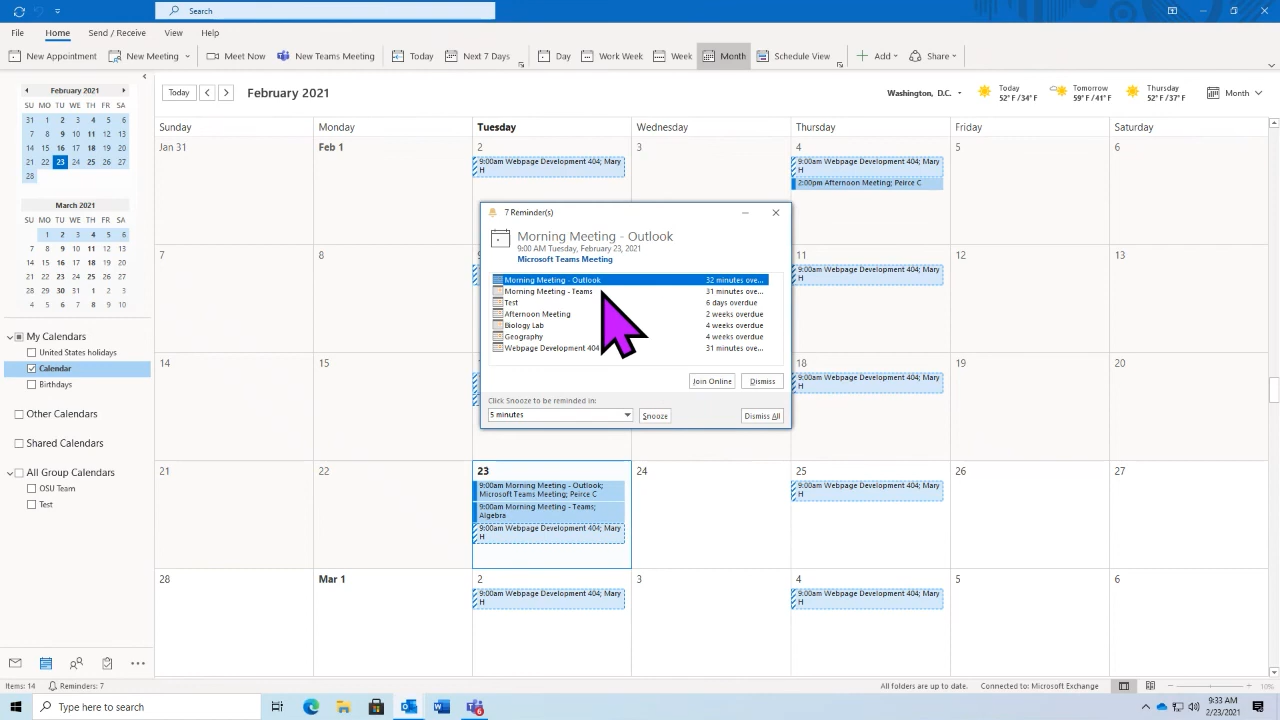 Search
File
Home
Send / Receive
View
Help
New Appointment
New Meeting
Meet Now
New Teams Meeting
Today
Next 7 Days
Day
Work Week
Week
Month
Schedule View
Add
Share
February 2021
SU MO TU WE TH FR SA
31 1 2 3 4 5 6
7 8 9 10 11 12 13
14 15 16 17 18 19 20
21 22 23 24 25 26 27
28
March 2021
SU MO TU WE TH FR SA
1 2 3 4 5 6
7 8 9 10 11 12 13
14 15 16 17 18 19 20
21 22 23 24 25 26 27
28 29 30 31 1 2 3
4 5 6 7 8 9 10
My Calendars
United States holidays
Calendar
Birthdays
Other Calendars
Shared Calendars
All Group Calendars
OSU Team
Test
Today
February 2021
Washington, D.C.
Today
52° F / 34° F
Tomorrow
59° F / 41° F
Thursday
52° F / 37° F
Month
Sunday Monday Tuesday Wednesday Thursday Friday Saturday
Jan 31 Feb 1 2 3 4 5 6
9:00am Webpage Development 404; Mary
H
9:00am Webpage Development 404; Mary
H
2:00pm Afternoon Meeting; Peirce C
7 8 10 11 12 13
9:00am Webpage Development 404; Mary
H
14 15 18 19 20
9:00am Webpage Development 404; Mary
H
7 Reminder(s)
Morning Meeting - Outlook
9:00 AM Tuesday, February 23, 2021
Microsoft Teams Meeting
Morning Meeting - Outlook 32 minutes ove...
Morning Meeting - Teams 31 minutes ove...
Test 6 days overdue
Afternoon Meeting 2 weeks overdue
Biology Lab 4 weeks overdue
Geography 4 weeks overdue
Webpage Development 404 31 minutes ove...
Join Online
Dismiss
Click Snooze to be reminded in:
5 minutes
Snooze
Dismiss All
21 22 23 24 25 26 27
9:00am Morning Meeting - Outlook;
Microsoft Teams Meeting; Peirce C
9:00am Morning Meeting - Teams;
Algebra
9:00am Webpage Development 404; Mary
H
9:00am Webpage Development 404; Mary
H
28 Mar 1 2 3 4 5 6
9:00am Webpage Development 404; Mary
H
9:00am Webpage Development 404; Mary
H
Items: 14
Reminders: 7
All folders are up to date.
Connected to: Microsoft Exchange
10%
Type here to search
6
9:33 AM
2/23/2021